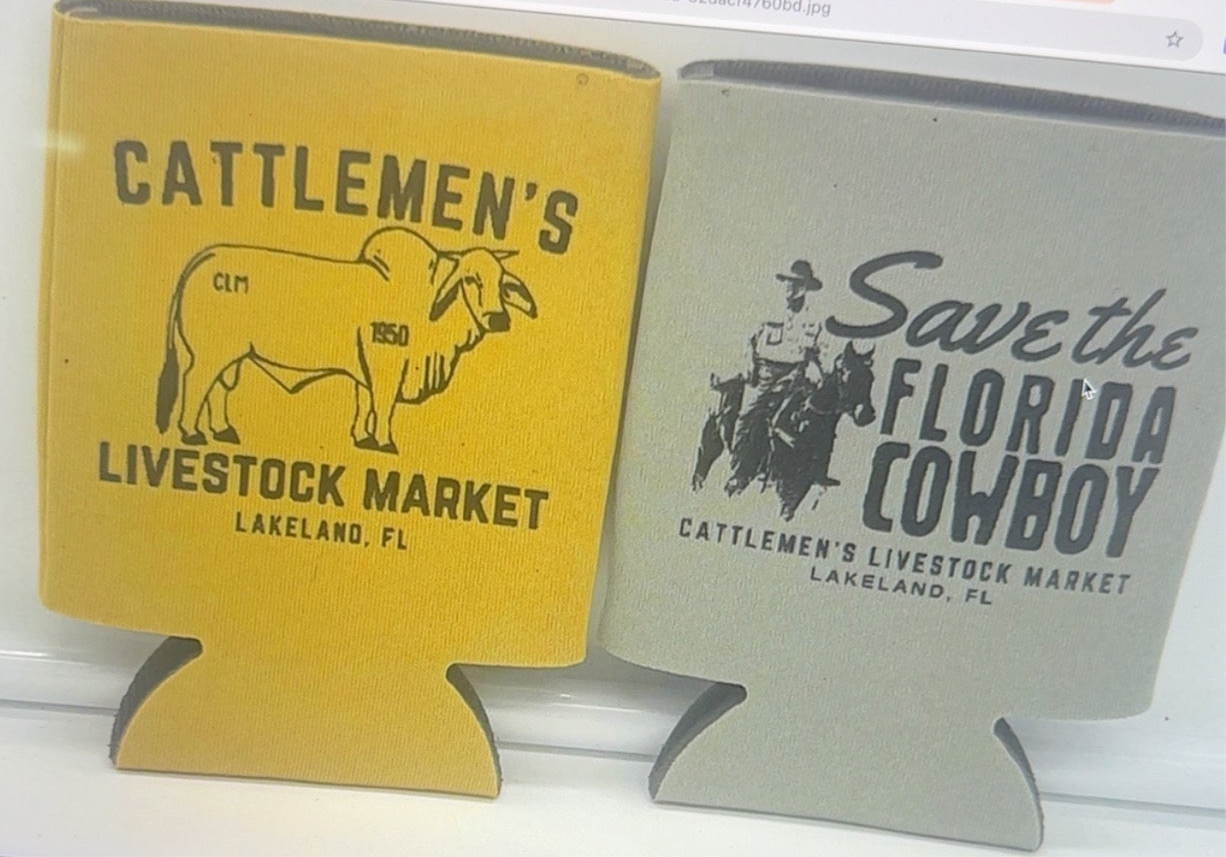 CATTLEMEN'S
CLM
1950
LIVESTOCK MARKET
LAKELAND, FL
Save the
FLORIDA
COWBOY
CATTLEMEN'S LIVESTOCK MARKET
LAKELAND, FL